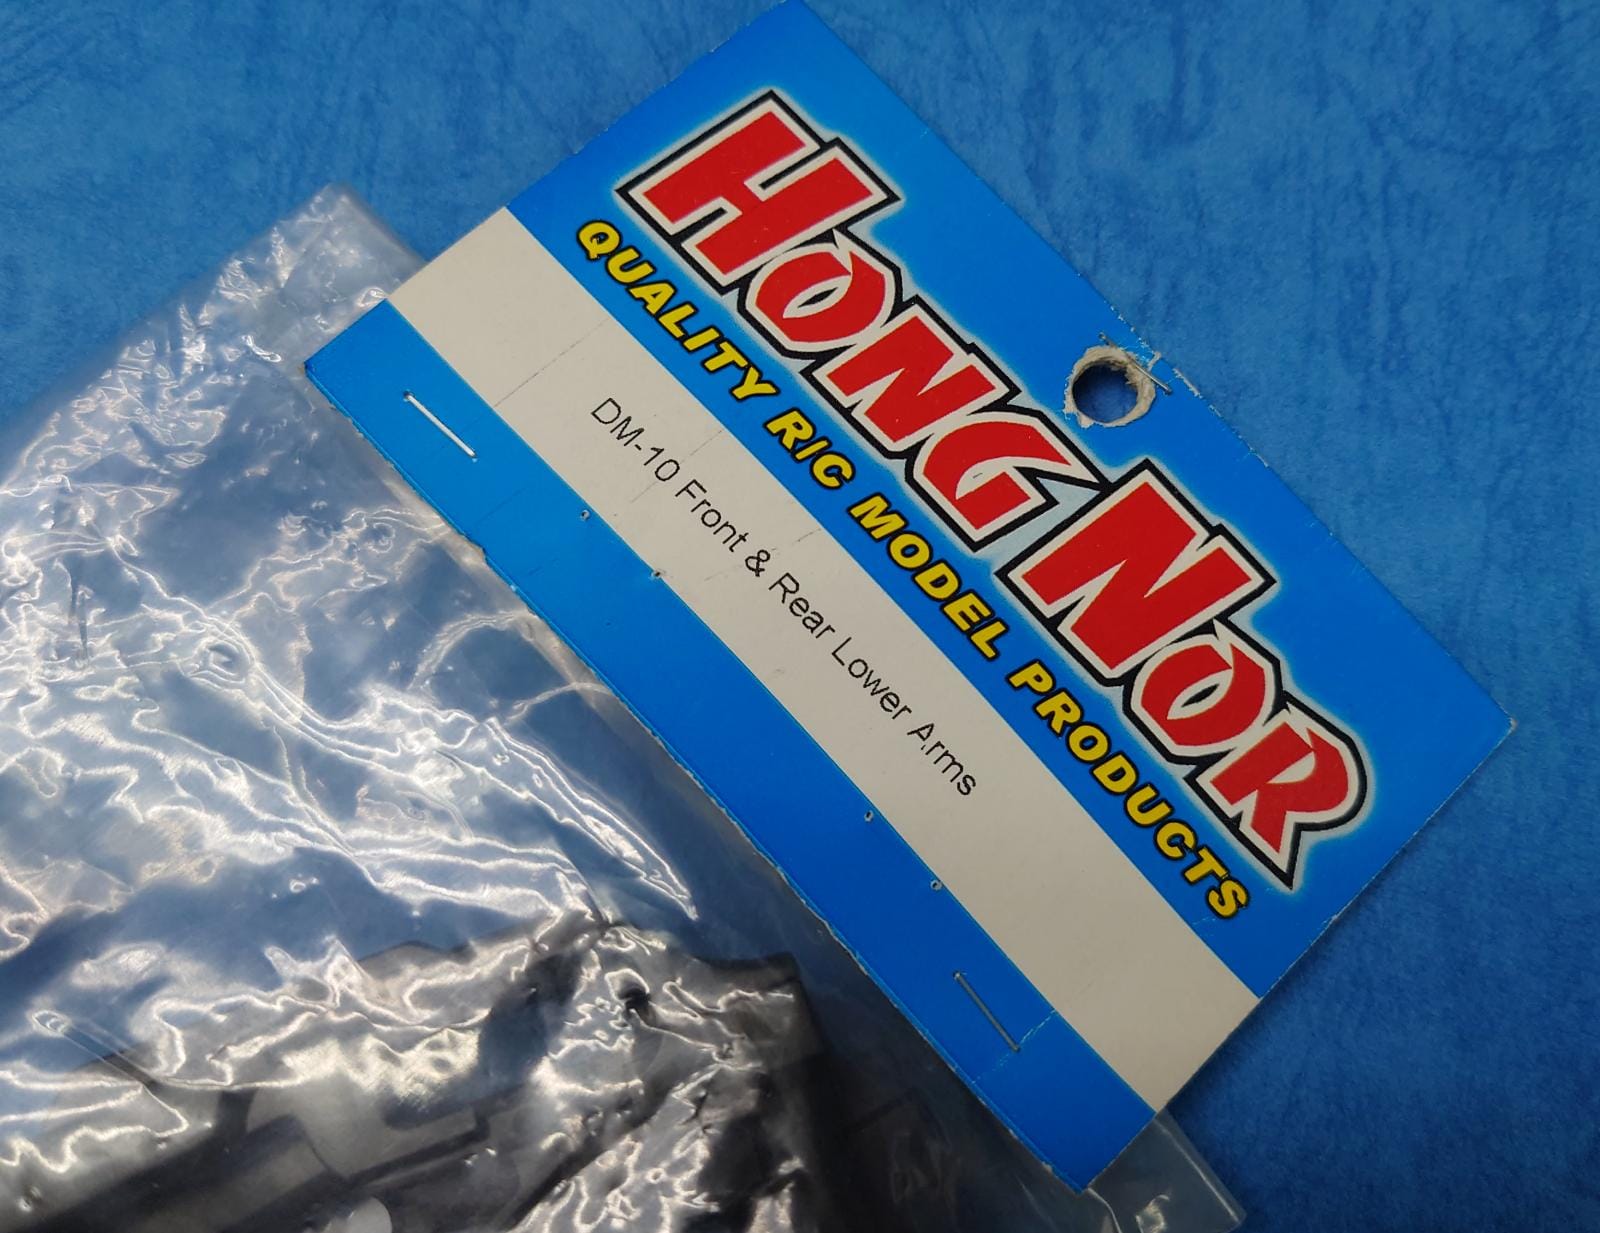 HONG NOR
QUALITY R/C MODEL PRODUCTS
DM-10 Front & Rear Lower Arms